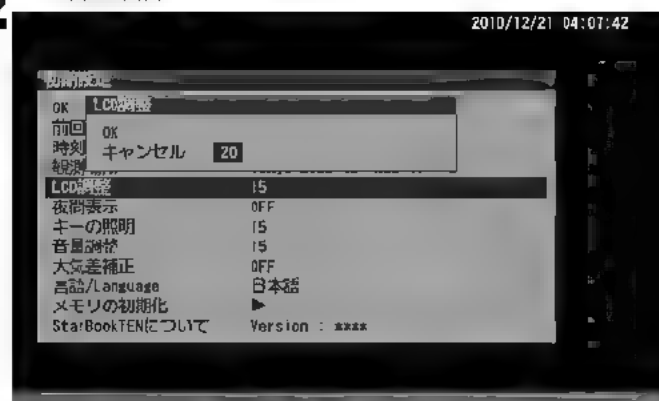 2010/12/21 04:07:42
初期設定
OK
LCD調整
前回
OK
時刻
キャンセル 20
観測
LCD調整 15
夜間表示 OFF
キーの照明 15
音量調整 15
大気差補正 OFF
言語/Language 日本語
メモリの初期化 ▶
StarBookTENについて Version : ****